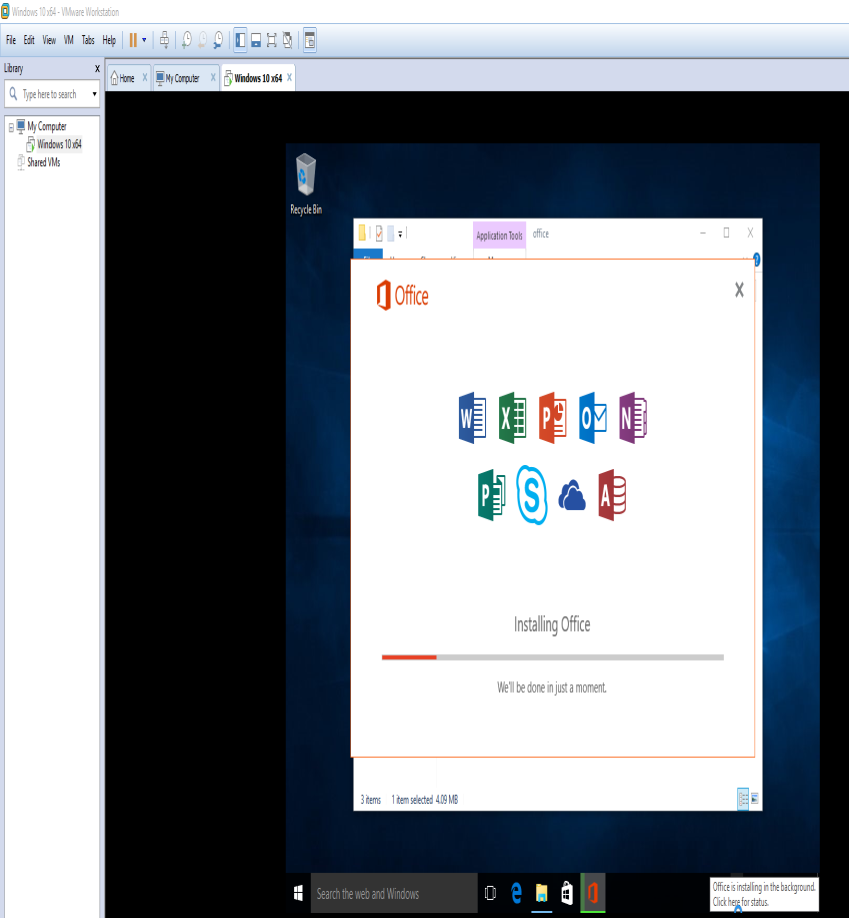 Windows 10 x64 - VMware Workstation
File Edit View VM Tabs Help
Library x
Type here to search
Home x My Computer x Windows 10 x64 x
My Computer
Windows 10 x64
Shared VMs
Recycle Bin
Application Tools office
Office
W X P O N
P S A
Installing Office
We'll be done in just a moment.
3 items 1 item selected 4.09 MB
Search the web and Windows
Office is installing in the background.
Click here for status.